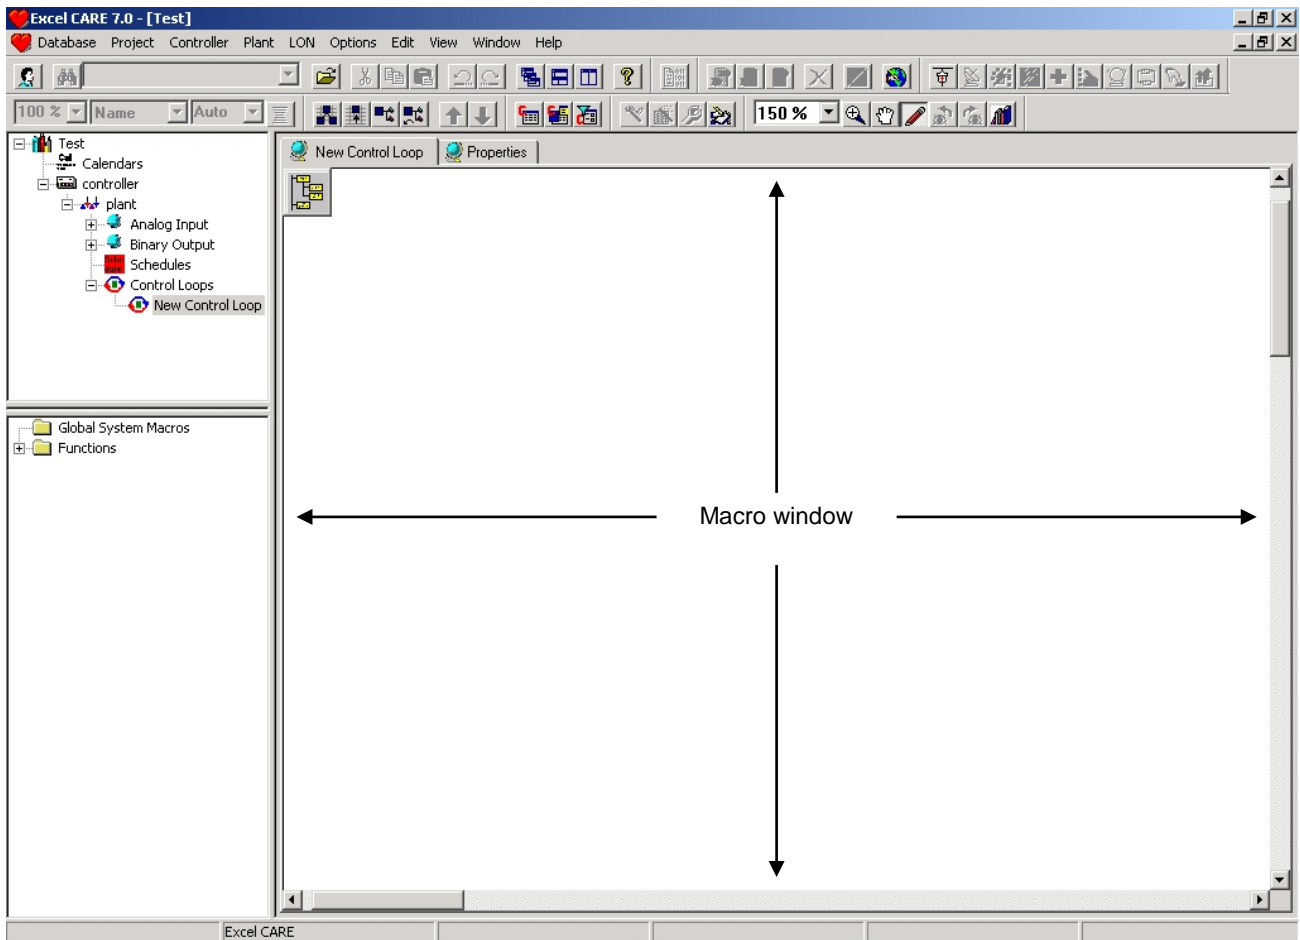 Excel CARE 7.0 - [Test]
Database Project Controller Plant LON Options Edit View Window Help
100 % Name Auto 150 %
Test
Calendars
controller
plant
Analog Input
Binary Output
Schedules
Control Loops
New Control Loop
Global System Macros
Functions
New Control Loop Properties
Macro window
Excel CARE